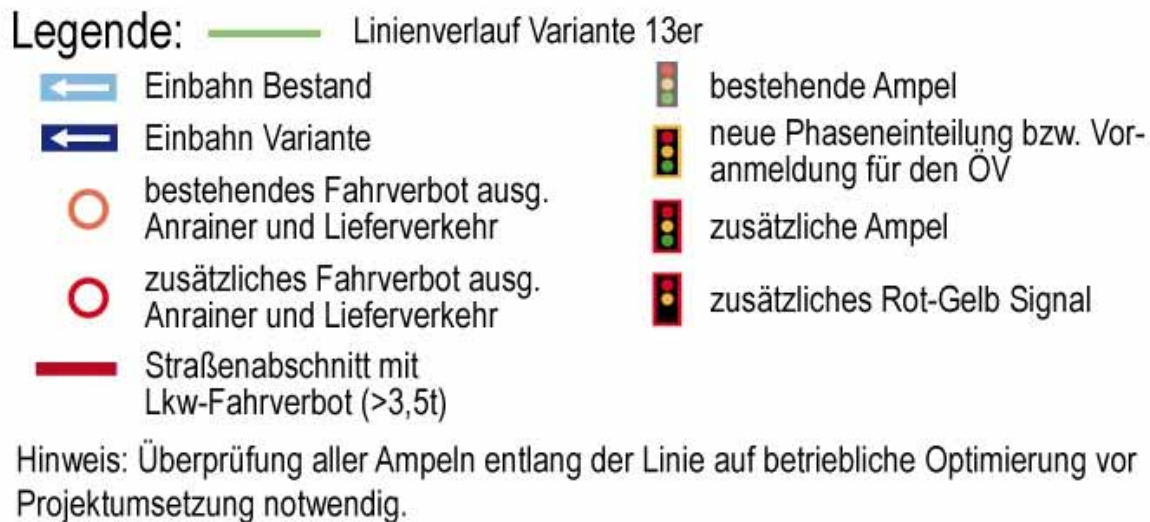 Legende:
Linienverlauf Variante 13er
Einbahn Bestand
Einbahn Variante
bestehendes Fahrverbot ausg.
Anrainer und Lieferverkehr
zusätzliches Fahrverbot ausg.
Anrainer und Lieferverkehr
Straßenabschnitt mit
Lkw-Fahrverbot (>3,5t)
bestehende Ampel
neue Phaseneinteilung bzw. Vor-
anmeldung für den ÖV
zusätzliche Ampel
zusätzliches Rot-Gelb Signal
Hinweis: Überprüfung aller Ampeln entlang der Linie auf betriebliche Optimierung vor
Projektumsetzung notwendig.